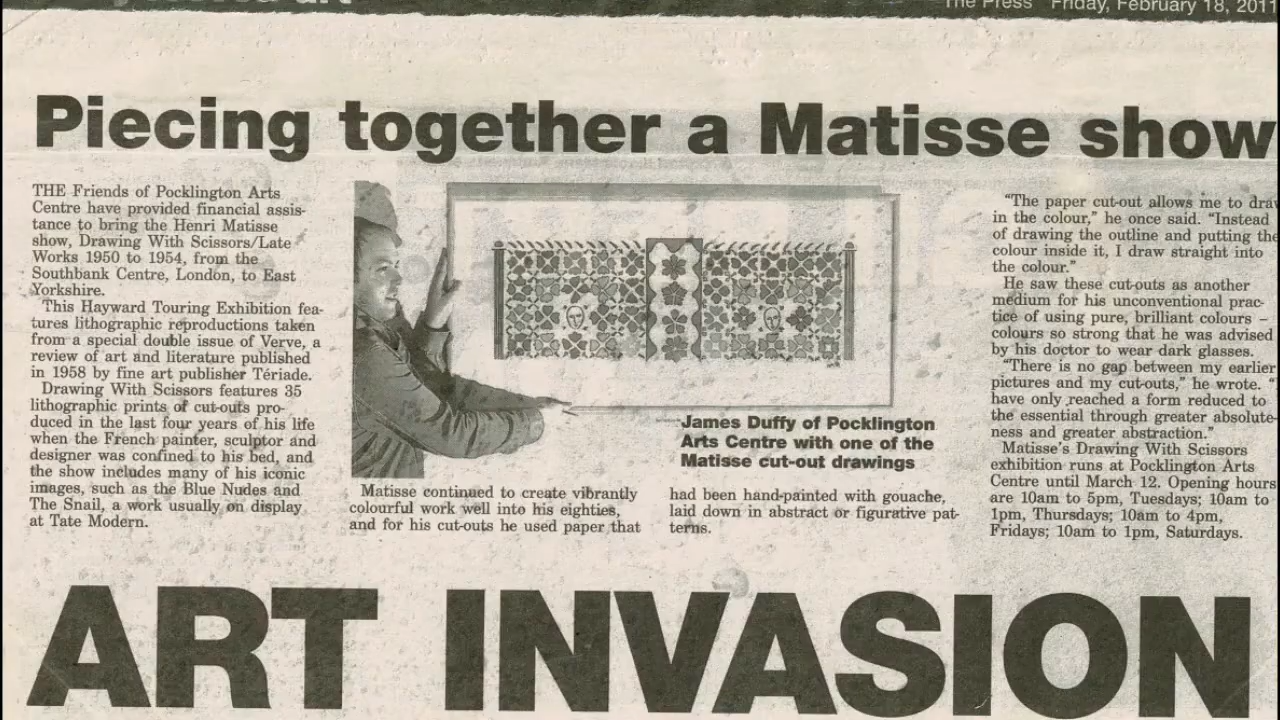 The Press Friday, February 18, 2011
Piecing together a Matisse show
THE Friends of Pocklington Arts
Centre have provided financial assis-
tance to bring the Henri Matisse
show, Drawing With Scissors/Late
Works 1950 to 1954, from the
Southbank Centre, London, to East
Yorkshire.
This Hayward Touring Exhibition fea-
tures lithographic reproductions taken
from a special double issue of Verve, a
review of art and literature published
in 1958 by fine art publisher Tériade.
Drawing With Scissors features 35
lithographic prints of cut-outs pro-
duced in the last four years of his life
when the French painter, sculptor and
designer was confined to his bed, and
the show includes many of his iconic
images, such as the Blue Nudes and
The Snail, a work usually on display
at Tate Modern.
James Duffy of Pocklington
Arts Centre with one of the
Matisse cut-out drawings
Matisse continued to create vibrantly
colourful work well into his eighties,
and for his cut-outs he used paper that
had been hand-painted with gouache,
laid down in abstract or figurative pat-
terns.
“The paper cut-out allows me to draw
in the colour,” he once said. “Instead
of drawing the outline and putting the
colour inside it, I draw straight into
the colour.”
He saw these cut-outs as another
medium for his unconventional prac-
tice of using pure, brilliant colours –
colours so strong that he was advised
by his doctor to wear dark glasses.
“There is no gap between my earlier
pictures and my cut-outs,” he wrote. “
have only reached a form reduced to
the essential through greater absolute-
ness and greater abstraction.”
Matisse's Drawing With Scissors
exhibition runs at Pocklington Arts
Centre until March 12. Opening hours
are 10am to 5pm, Tuesdays; 10am to
1pm, Thursdays; 10am to 4pm,
Fridays; 10am to 1pm, Saturdays.
ART INVASION